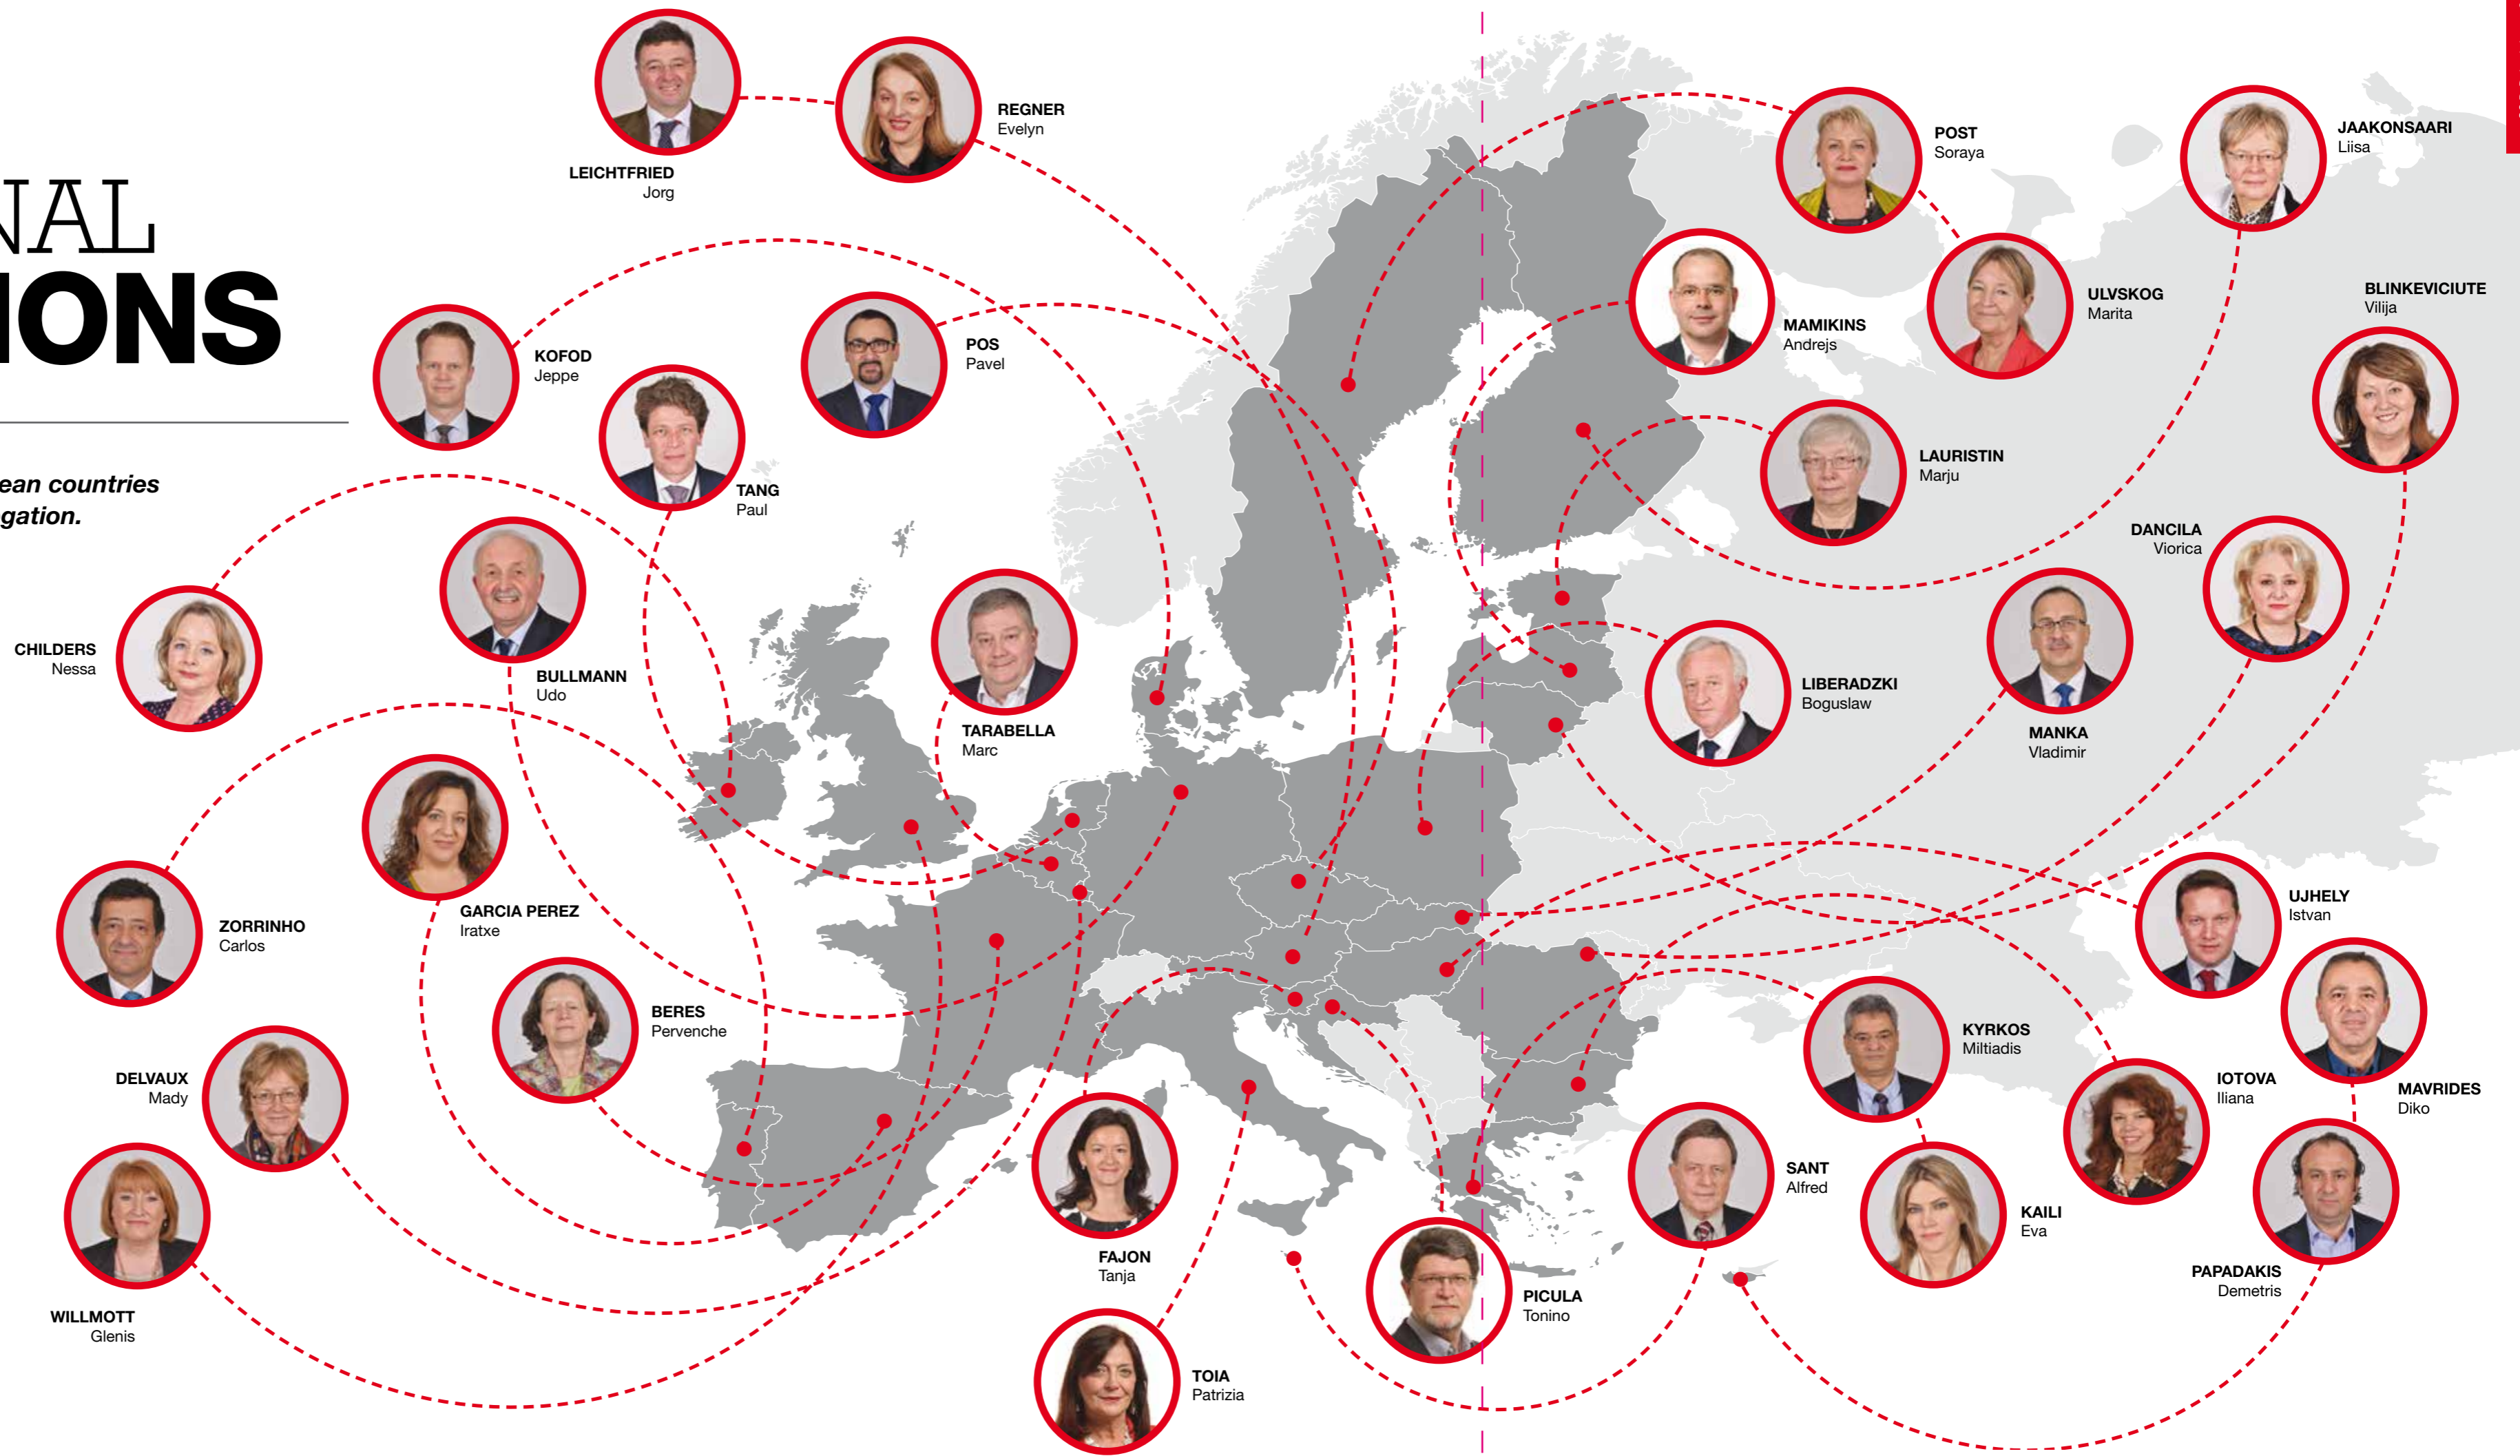 NAL
IONS
ean countries
gation.
LEICHTFRIED
Jorg
REGNER
Evelyn
POST
Soraya
JAAKONSAARI
Liisa
KOFOD
Jeppe
POS
Pavel
MAMIKINS
Andrejs
ULVSKOG
Marita
BLINKEVICIUTE
Vilija
TANG
Paul
LAURISTIN
Marju
DANCILA
Viorica
CHILDERS
Nessa
BULLMANN
Udo
TARABELLA
Marc
LIBERADZKI
Boguslaw
MANKA
Vladimir
ZORRINHO
Carlos
GARCIA PEREZ
Iratxe
UJHELY
Istvan
BERES
Pervenche
KYRKOS
Miltiadis
DELVAUX
Mady
IOTOVA
Iliana
MAVRIDES
Diko
SANT
Alfred
KAILI
Eva
WILLMOTT
Glenis
FAJON
Tanja
PICULA
Tonino
PAPADAKIS
Demetris
TOIA
Patrizia